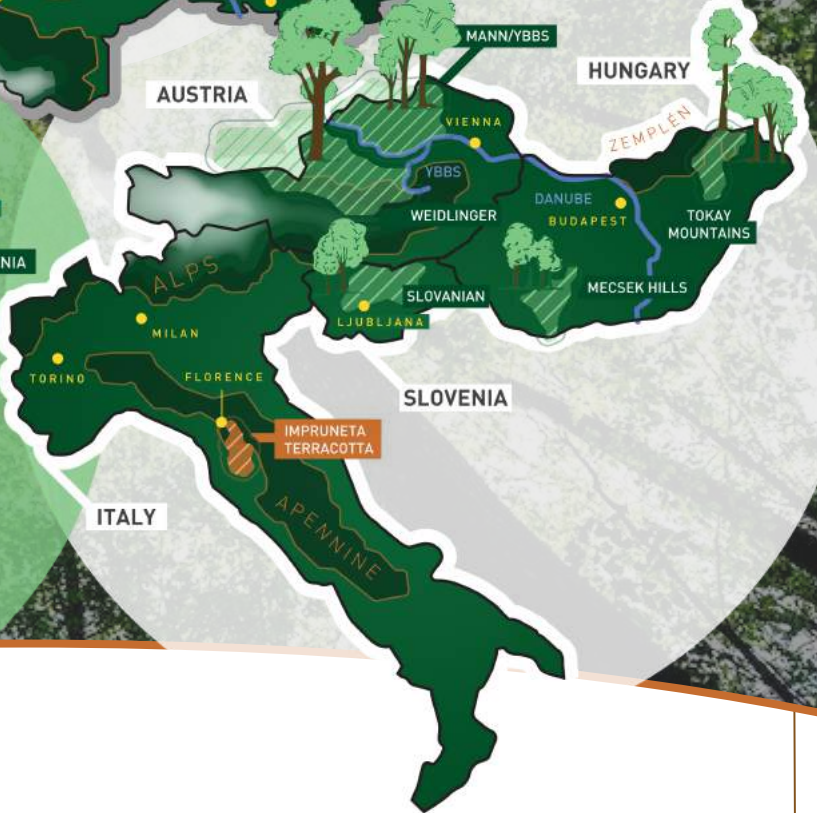 MANN/YBBS
HUNGARY
AUSTRIA
VIENNA
ZEMPLÉN
YBBS
DANUBE
BUDAPEST
WEIDLINGER
TOKAY
MOUNTAINS
NIA
ALPS
SLOVANIAN
MECSEK HILLS
LJUBLJANA
MILAN
TORINO
FLORENCE
SLOVENIA
IMPRUNETA
TERRACOTTA
ITALY
APENNINE